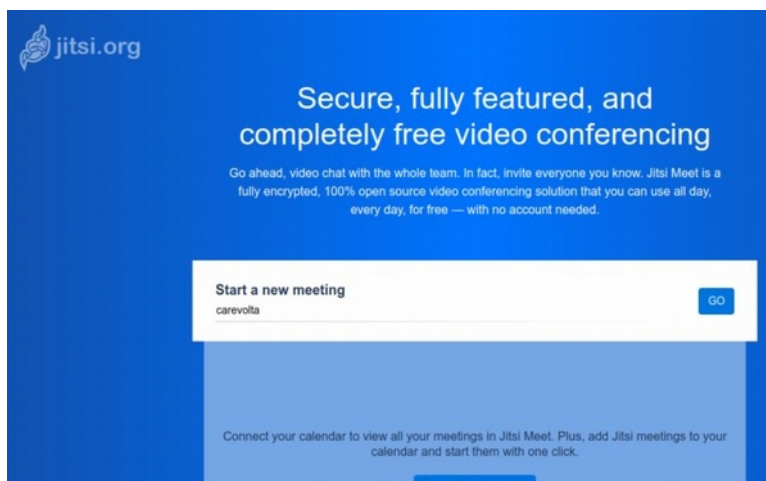 jitsi.org
Secure, fully featured, and
completely free video conferencing
Go ahead, video chat with the whole team. In fact, invite everyone you know. Jitsi Meet is a
fully encrypted, 100% open source video conferencing solution that you can use all day,
every day, for free — with no account needed.
Start a new meeting
carevolta
GO
Connect your calendar to view all your meetings in Jitsi Meet. Plus, add Jitsi meetings to your
calendar and start them with one click.